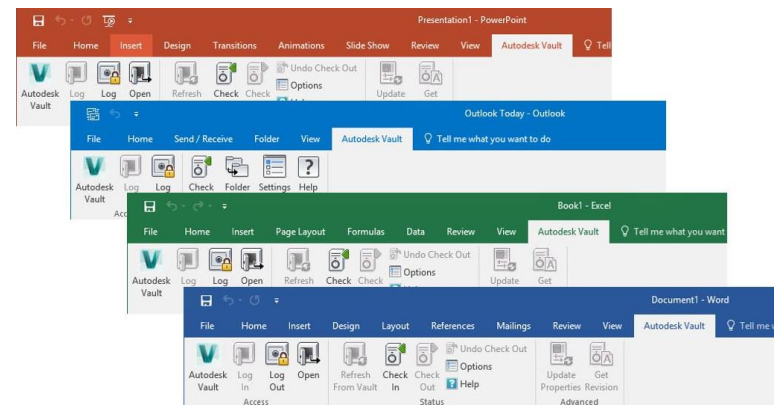 Presentation1 - PowerPoint
File Home Insert Design Transitions Animations Slide Show Review View Autodesk Vault Tell
Undo Check Out
Options
Autodesk Log Log Open Refresh Check Check Update Get
Vault
Outlook Today - Outlook
File Home Send / Receive Folder View Autodesk Vault Tell me what you want to do
Autodesk Log Log Check Folder Settings Help
Vault
Book1 - Excel
File Home Insert Page Layout Formulas Data Review View Autodesk Vault Tell me what you want
Undo Check Out
Options
Autodesk Log Log Open Refresh Check Check Update Get
Vault
Document1 - Word
File Home Insert Design Layout References Mailings Review View Autodesk Vault Tell me
Undo Check Out
Options
Help
Autodesk Log Log Open Refresh Check Check Update Get
Vault In Out From Vault In Out Properties Revision
Access Status Advanced